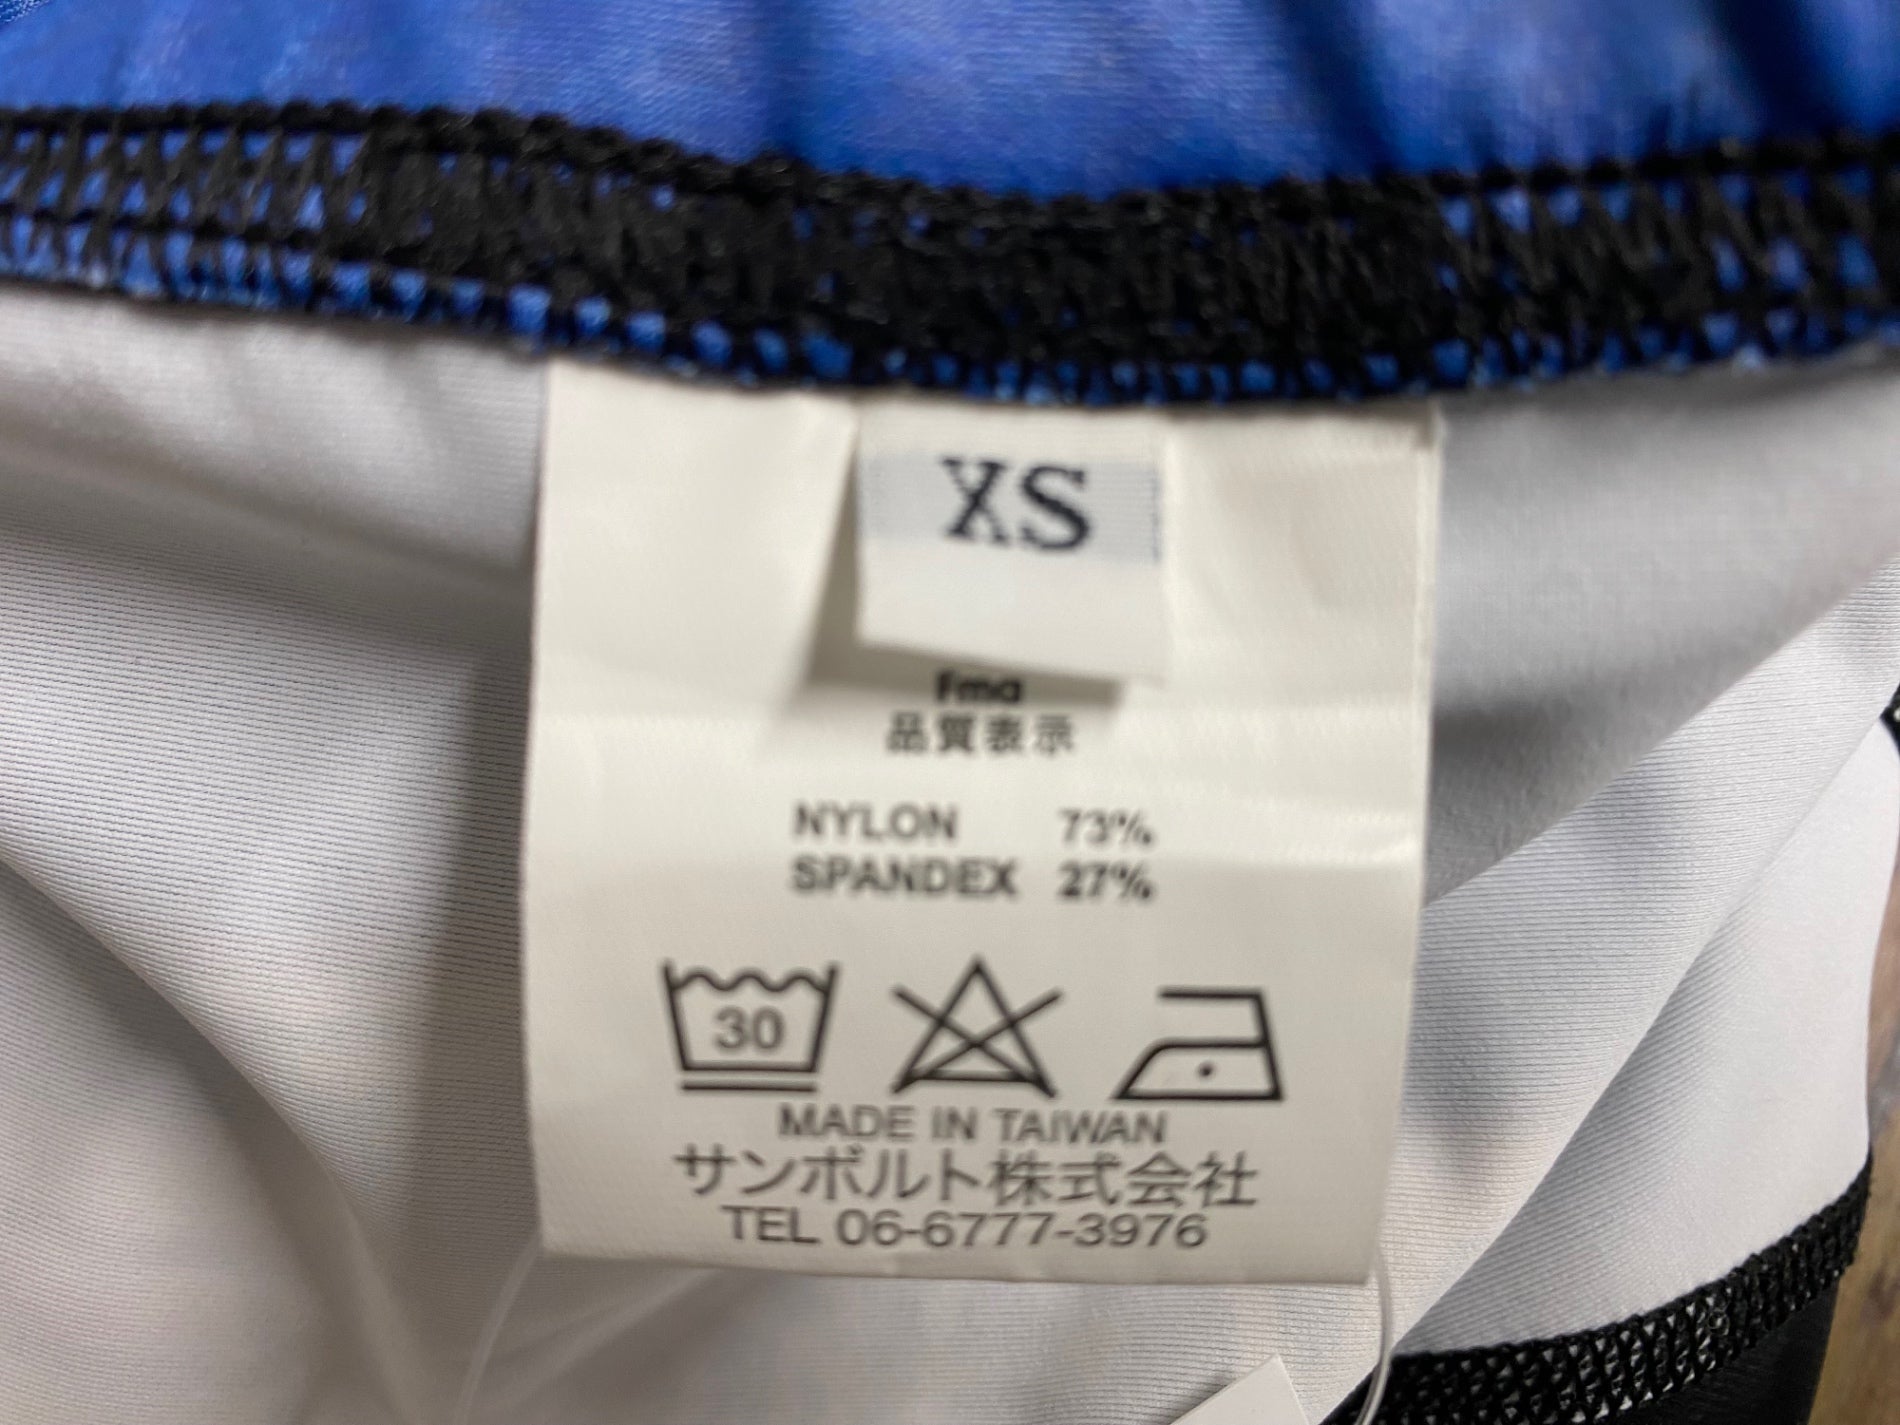 XS
fma
品質表示
NYLON 73%
SPANDEX 27%
30
MADE IN TAIWAN
サンボルト株式会社
TEL 06-6777-3976